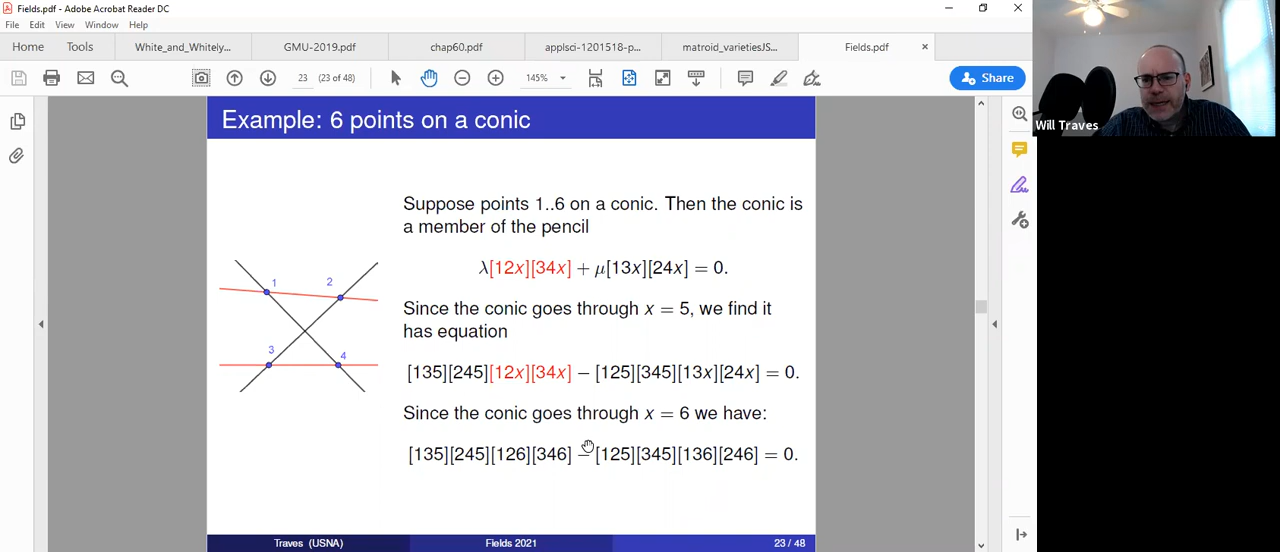 Fields.pdf - Adobe Acrobat Reader DC
File Edit View Window Help
Home Tools White_and_Whitely,... GMU-2019.pdf chap60.pdf applsci-1201518-p... matroid_varietiesJS... Fields.pdf ×
23 (23 of 48) 145% Share
Will Traves
Example: 6 points on a conic
Suppose points 1..6 on a conic. Then the conic is
a member of the pencil
λ[12x][34x] + μ[13x][24x] = 0.
Since the conic goes through x = 5, we find it
has equation
[135][245][12x][34x] − [125][345][13x][24x] = 0.
Since the conic goes through x = 6 we have:
[135][245][126][346] − [125][345][136][246] = 0.
1 2
3 4
Traves (USNA) Fields 2021 23 / 48